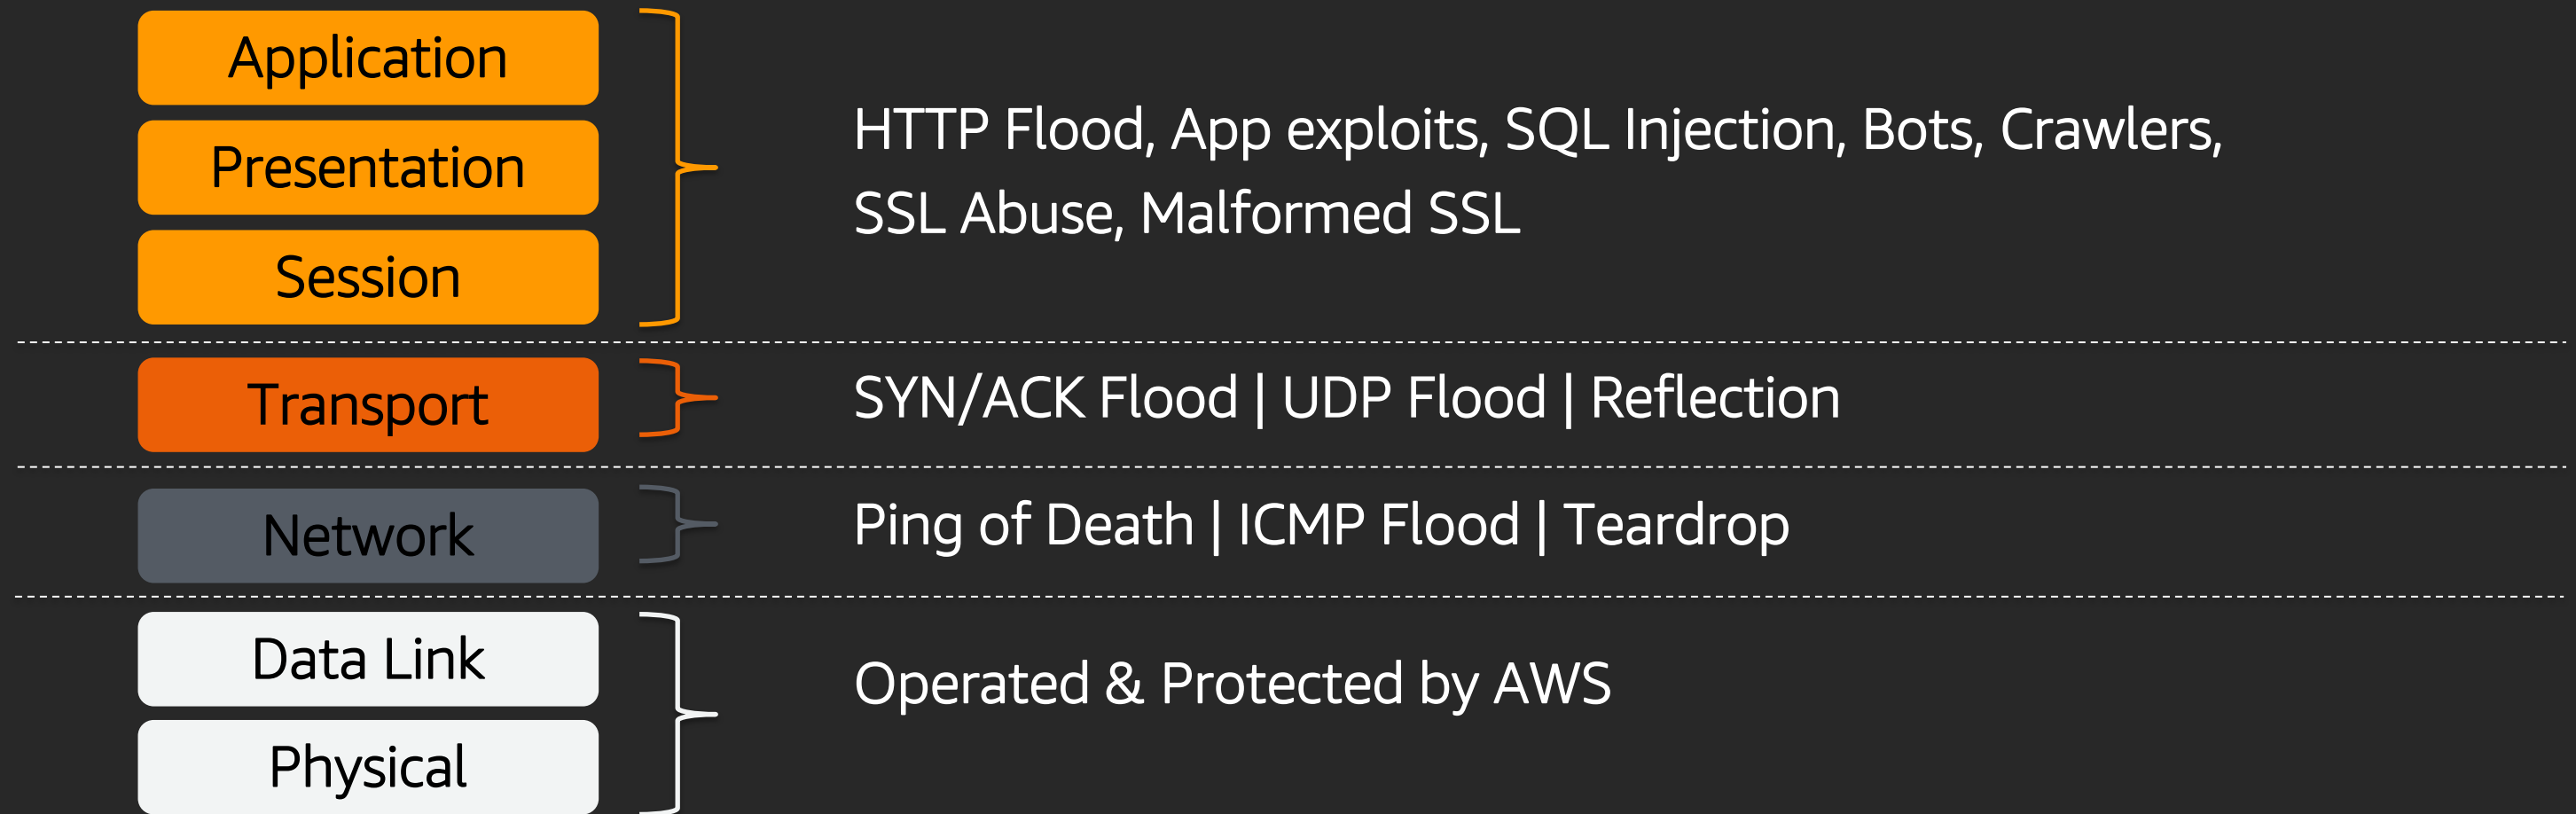 Application
Presentation
Session
HTTP Flood, App exploits, SQL Injection, Bots, Crawlers,
SSL Abuse, Malformed SSL
Transport
SYN/ACK Flood | UDP Flood | Reflection
Network
Ping of Death | ICMP Flood | Teardrop
Data Link
Physical
Operated & Protected by AWS